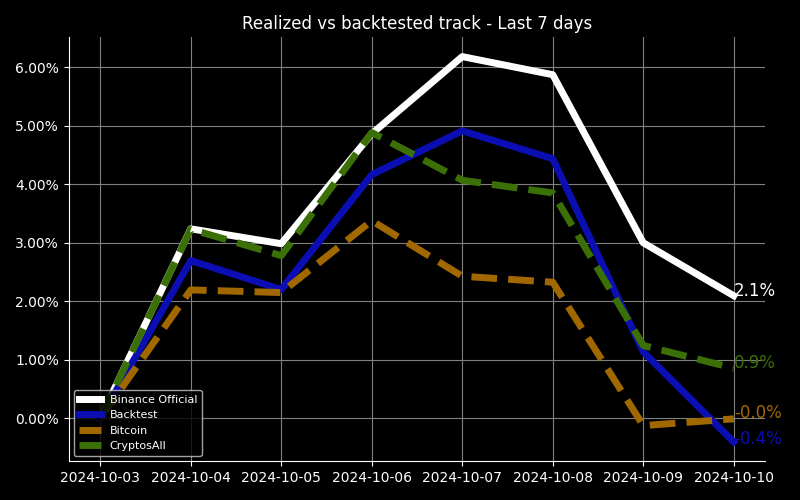 Realized vs backtested track - Last 7 days
6.00%
5.00%
4.00%
3.00%
2.00%
1.00%
0.00%
2.1%
0.9%
-0.0%
-0.4%
Binance Official
Backtest
Bitcoin
CryptosAll
2024-10-03 2024-10-04 2024-10-05 2024-10-06 2024-10-07 2024-10-08 2024-10-09 2024-10-10